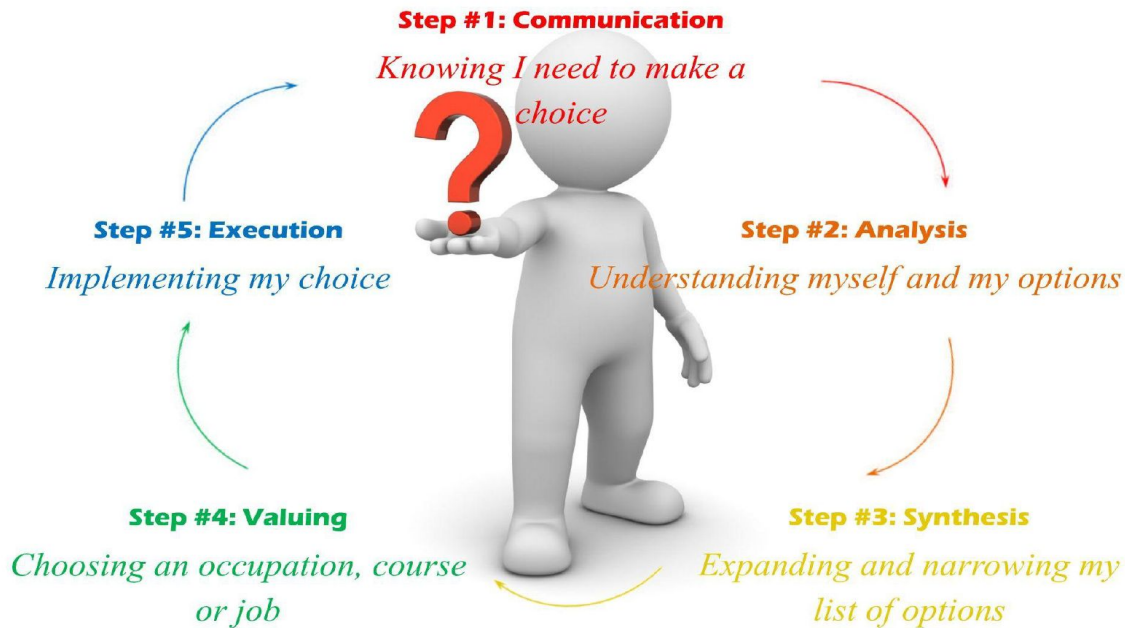 Step #1: Communication
Knowing I need to make a
choice
Step #2: Analysis
Understanding myself and my options
Step #3: Synthesis
Expanding and narrowing my
list of options
Step #4: Valuing
Choosing an occupation, course
or job
Step #5: Execution
Implementing my choice
?